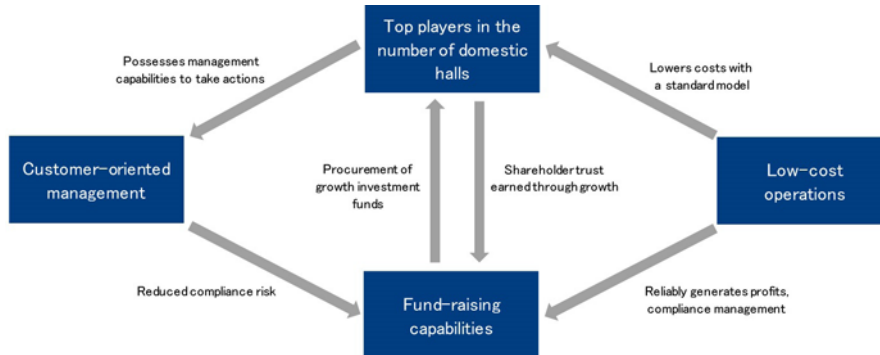 Top players in the
number of domestic
halls
Possesses management
capabilities to take actions
Lowers costs with
a standard model
Customer-oriented
management
Procurement of
growth investment
funds
Shareholder trust
earned through growth
Low-cost
operations
Reduced compliance risk
Fund-raising
capabilities
Reliably generates profits,
compliance management